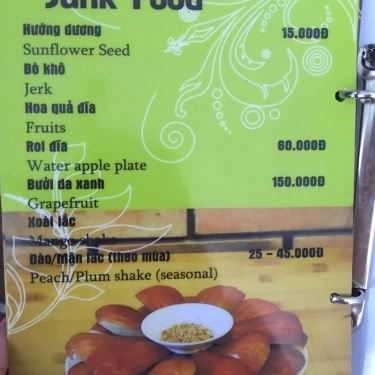 Junk Food
Hướng dương 15.000Đ
Sunflower Seed
Bò khô
Jerk
Hoa quả đĩa
Fruits
Roi đĩa 60.000Đ
Water apple plate
Bưởi da xanh 150.000Đ
Grapefruit
Xoài lắc
Mango shake
Đào/Mận lắc (theo mùa) 25 - 45.000Đ
Peach/Plum shake (seasonal)